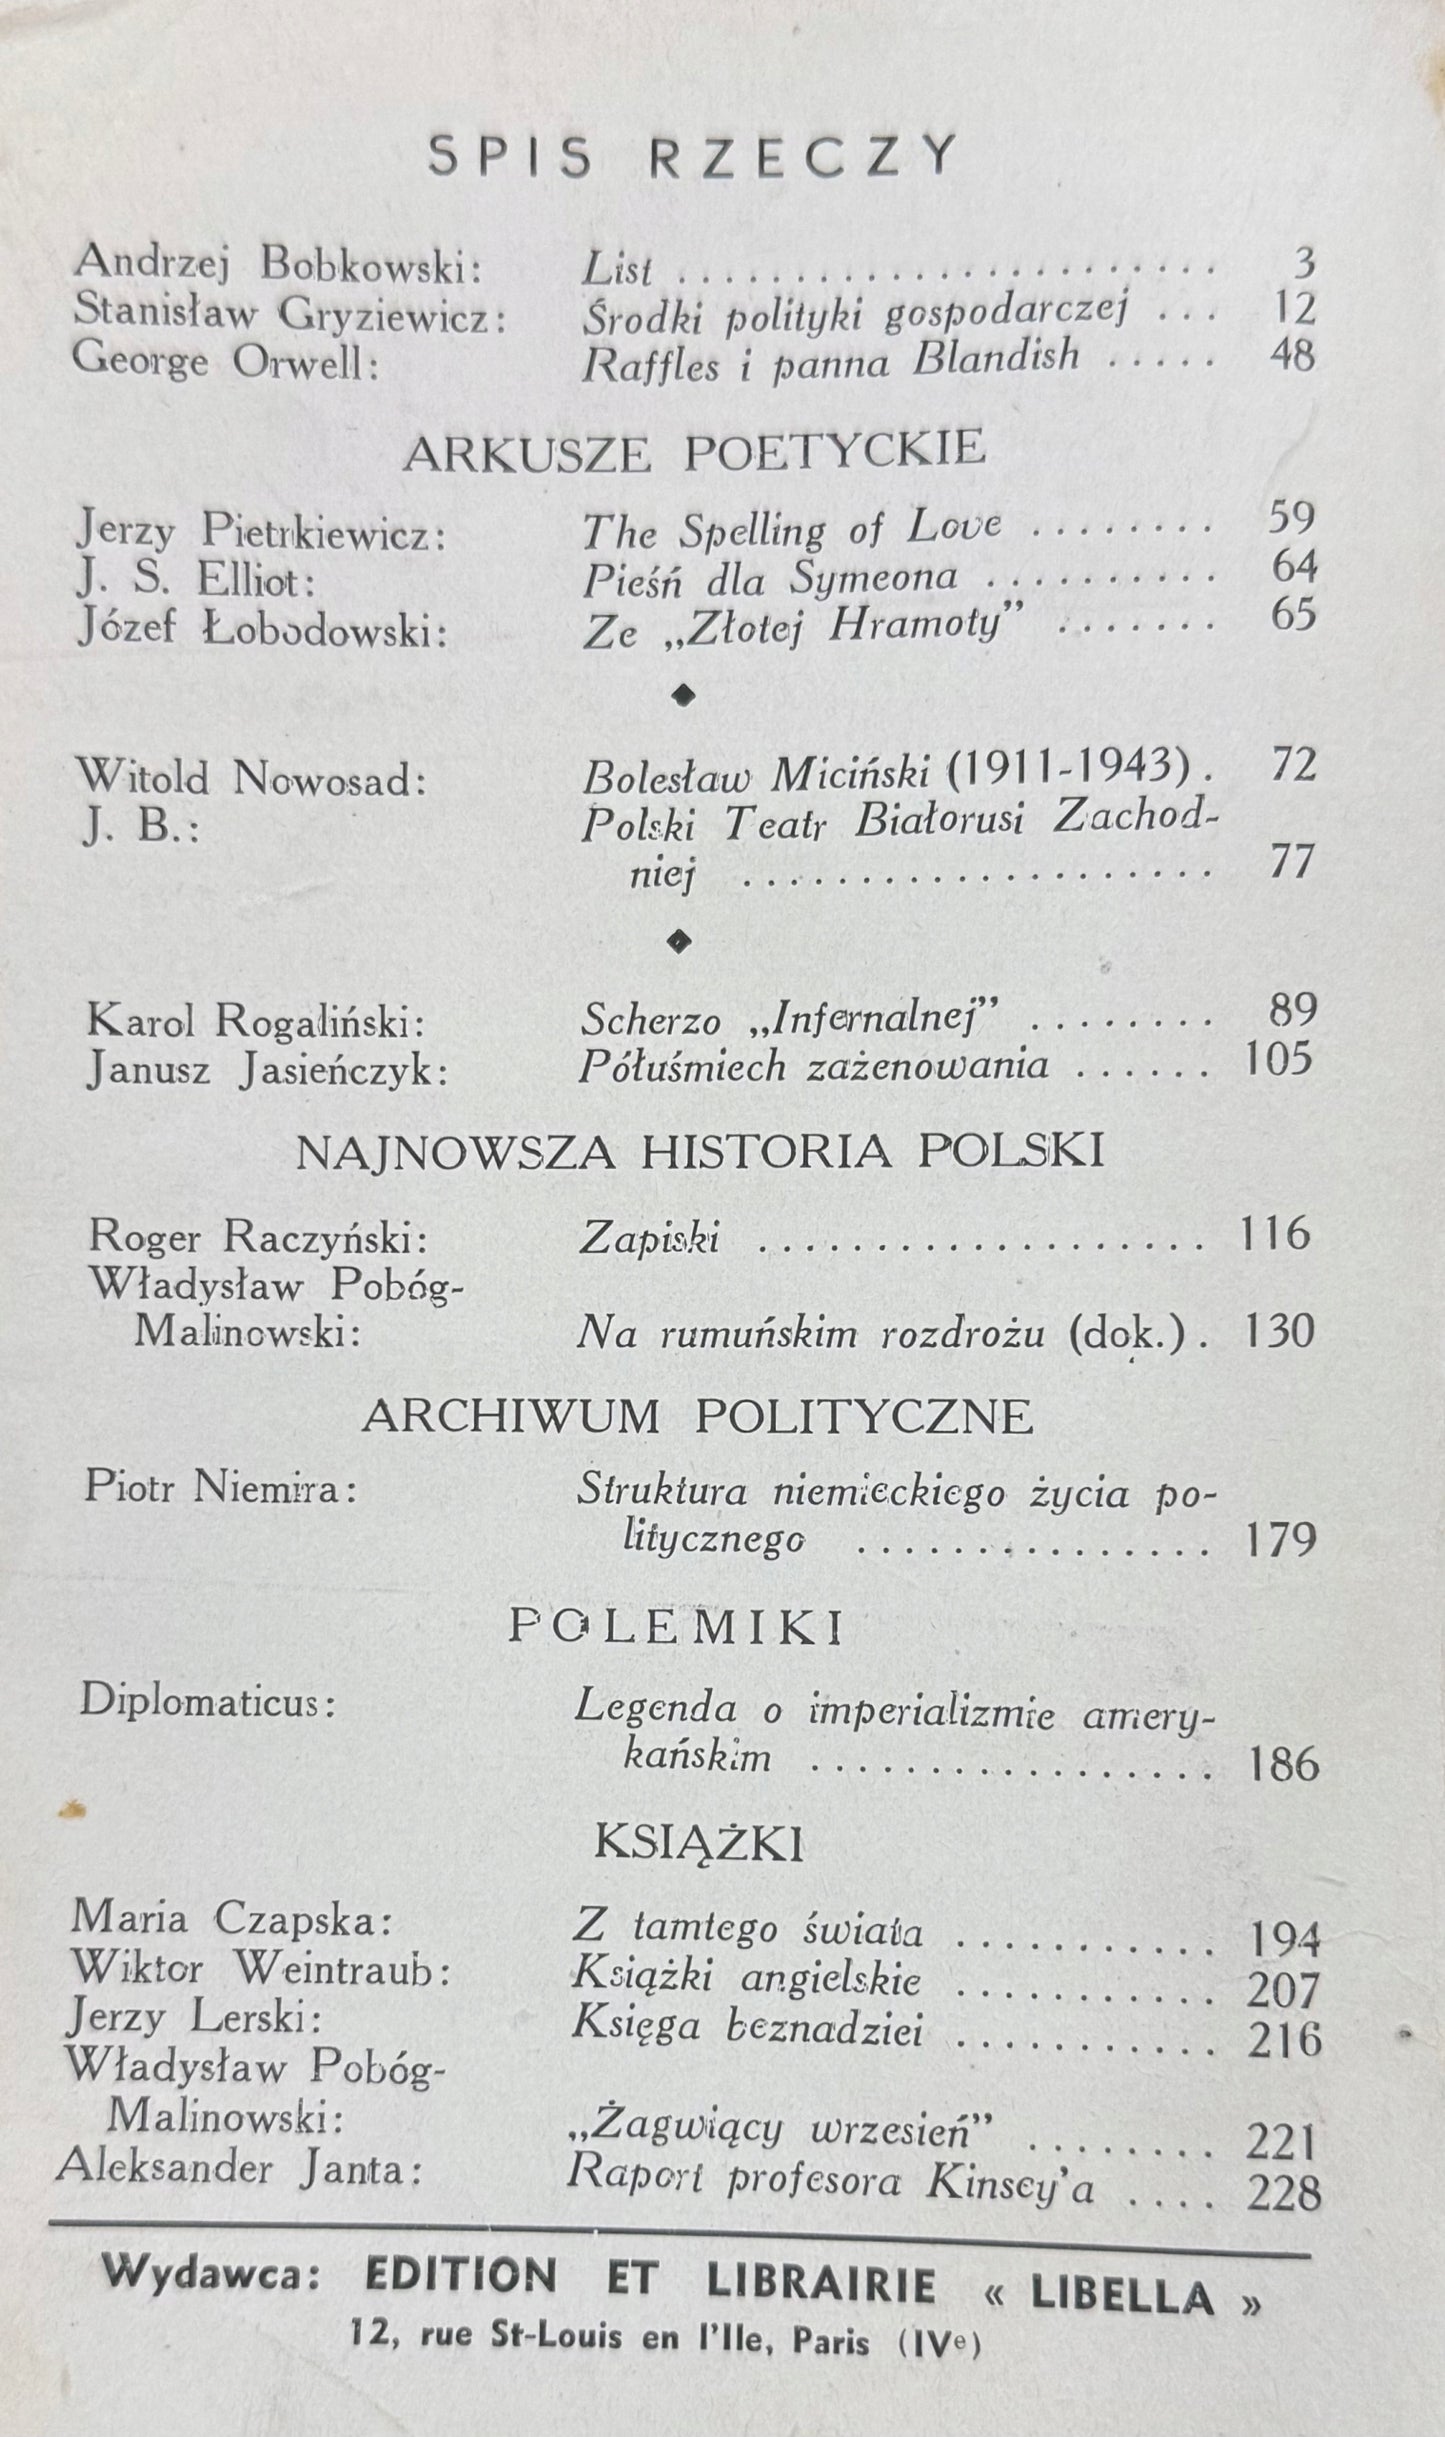 SPIS RZECZY
Andrzej Bobkowski: List . . . . . . . . . . . . . . . . . . . . . . . 3
Stanisław Gryziewicz: Środki polityki gospodarczej . . . 12
George Orwell: Raffles i panna Blandish . . . . . 48
ARKUSZE POETYCKIE
Jerzy Pietrkiewicz: The Spelling of Love . . . . . . . . 59
J. S. Elliot: Pieśń dla Symeona . . . . . . . . . . 64
Józef Łobodowski: Ze „Złotej Hramoty” . . . . . . . 65
◆
Witold Nowosad: Bolesław Miciński (1911-1943) . 72
J. B.: Polski Teatr Białorusi Zachod-
niej . . . . . . . . . . . . . . . . . . . . 77
◆
Karol Rogaliński: Scherzo „Infernalnej” . . . . . . . . 89
Janusz Jasieńczyk: Półuśmiech zażenowania . . . . . . 105
NAJNOWSZA HISTORIA POLSKI
Roger Raczyński: Zapiski . . . . . . . . . . . . . . . . . . . 116
Władysław Pobóg-
Malinowski: Na rumuńskim rozdrożu (dok.) . 130
ARCHIWUM POLITYCZNE
Piotr Niemira: Struktura niemieckiego życia po-
litycznego . . . . . . . . . . . . . . . 179
POLEMIKI
Diplomaticus: Legenda o imperializmie amery-
kańskim . . . . . . . . . . . . . . . . . 186
KSIĄŻKI
Maria Czapska: Z tamtego świata . . . . . . . . . . . 194
Wiktor Weintraub: Książki angielskie . . . . . . . . . . . 207
Jerzy Lerski: Księga beznadziei . . . . . . . . . . . 216
Władysław Pobóg-
Malinowski: „Żagwiący wrzesień” . . . . . . . . 221
Aleksander Janta: Raport profesora Kinsey’a . . . . 228
Wydawca: EDITION ET LIBRAIRIE « LIBELLA »
12, rue St-Louis en l’Ile, Paris (IVᵉ)